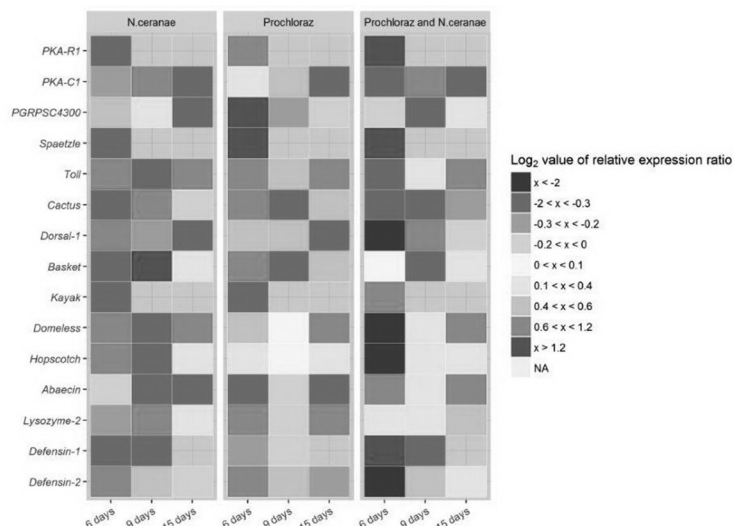 N.ceranae
Prochloraz
Prochloraz and N.ceranae
PKA-R1
PKA-C1
PGRPSC4300
Spaetzle
Toll
Cactus
Dorsal-1
Basket
Kayak
Domeless
Hopscotch
Abaecin
Lysozyme-2
Defensin-1
Defensin-2
6 days
9 days
15 days
6 days
9 days
15 days
6 days
9 days
15 days
Log2 value of relative expression ratio
x < -2
-2 < x < -0.3
-0.3 < x < -0.2
-0.2 < x < 0
0 < x < 0.1
0.1 < x < 0.4
0.4 < x < 0.6
0.6 < x < 1.2
x > 1.2
NA